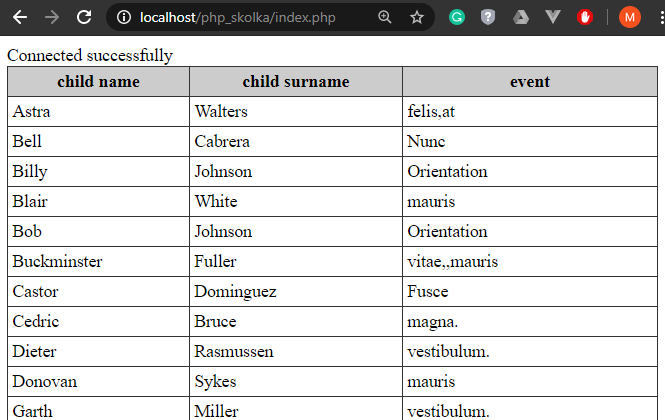 localhost/php_skolka/index.php
M
Connected successfully
child name child surname event
Astra Walters felis,at
Bell Cabrera Nunc
Billy Johnson Orientation
Blair White mauris
Bob Johnson Orientation
Buckminster Fuller vitae,,mauris
Castor Dominguez Fusce
Cedric Bruce magna.
Dieter Rasmussen vestibulum.
Donovan Sykes mauris
Garth Miller vestibulum.